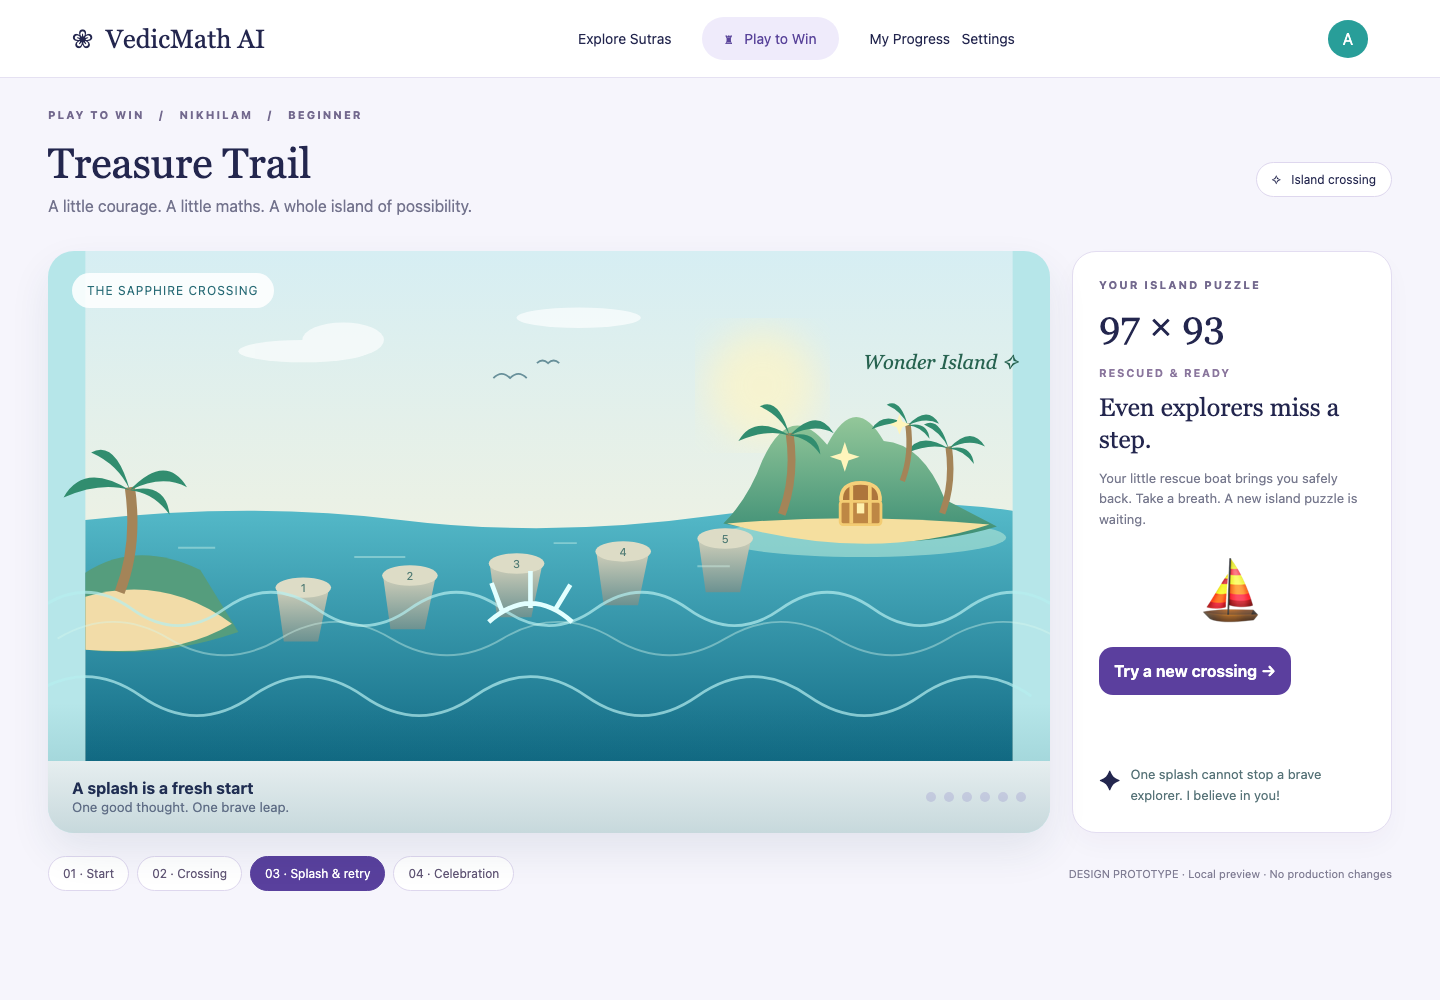 ❀ VedicMath AI
Explore Sutras
♜ Play to Win
My Progress
Settings
A
PLAY TO WIN / NIKHILAM / BEGINNER
Treasure Trail
A little courage. A little maths. A whole island of possibility.
✧ Island crossing
THE SAPPHIRE CROSSING
Wonder Island ✧
1
2
3
4
5
A splash is a fresh start
One good thought. One brave leap.
YOUR ISLAND PUZZLE
97 × 93
RESCUED & READY
Even explorers miss a
step.
Your little rescue boat brings you safely
back. Take a breath. A new island puzzle is
waiting.
Try a new crossing →
✦ One splash cannot stop a brave
explorer. I believe in you!
01 · Start
02 · Crossing
03 · Splash & retry
04 · Celebration
DESIGN PROTOTYPE · Local preview · No production changes